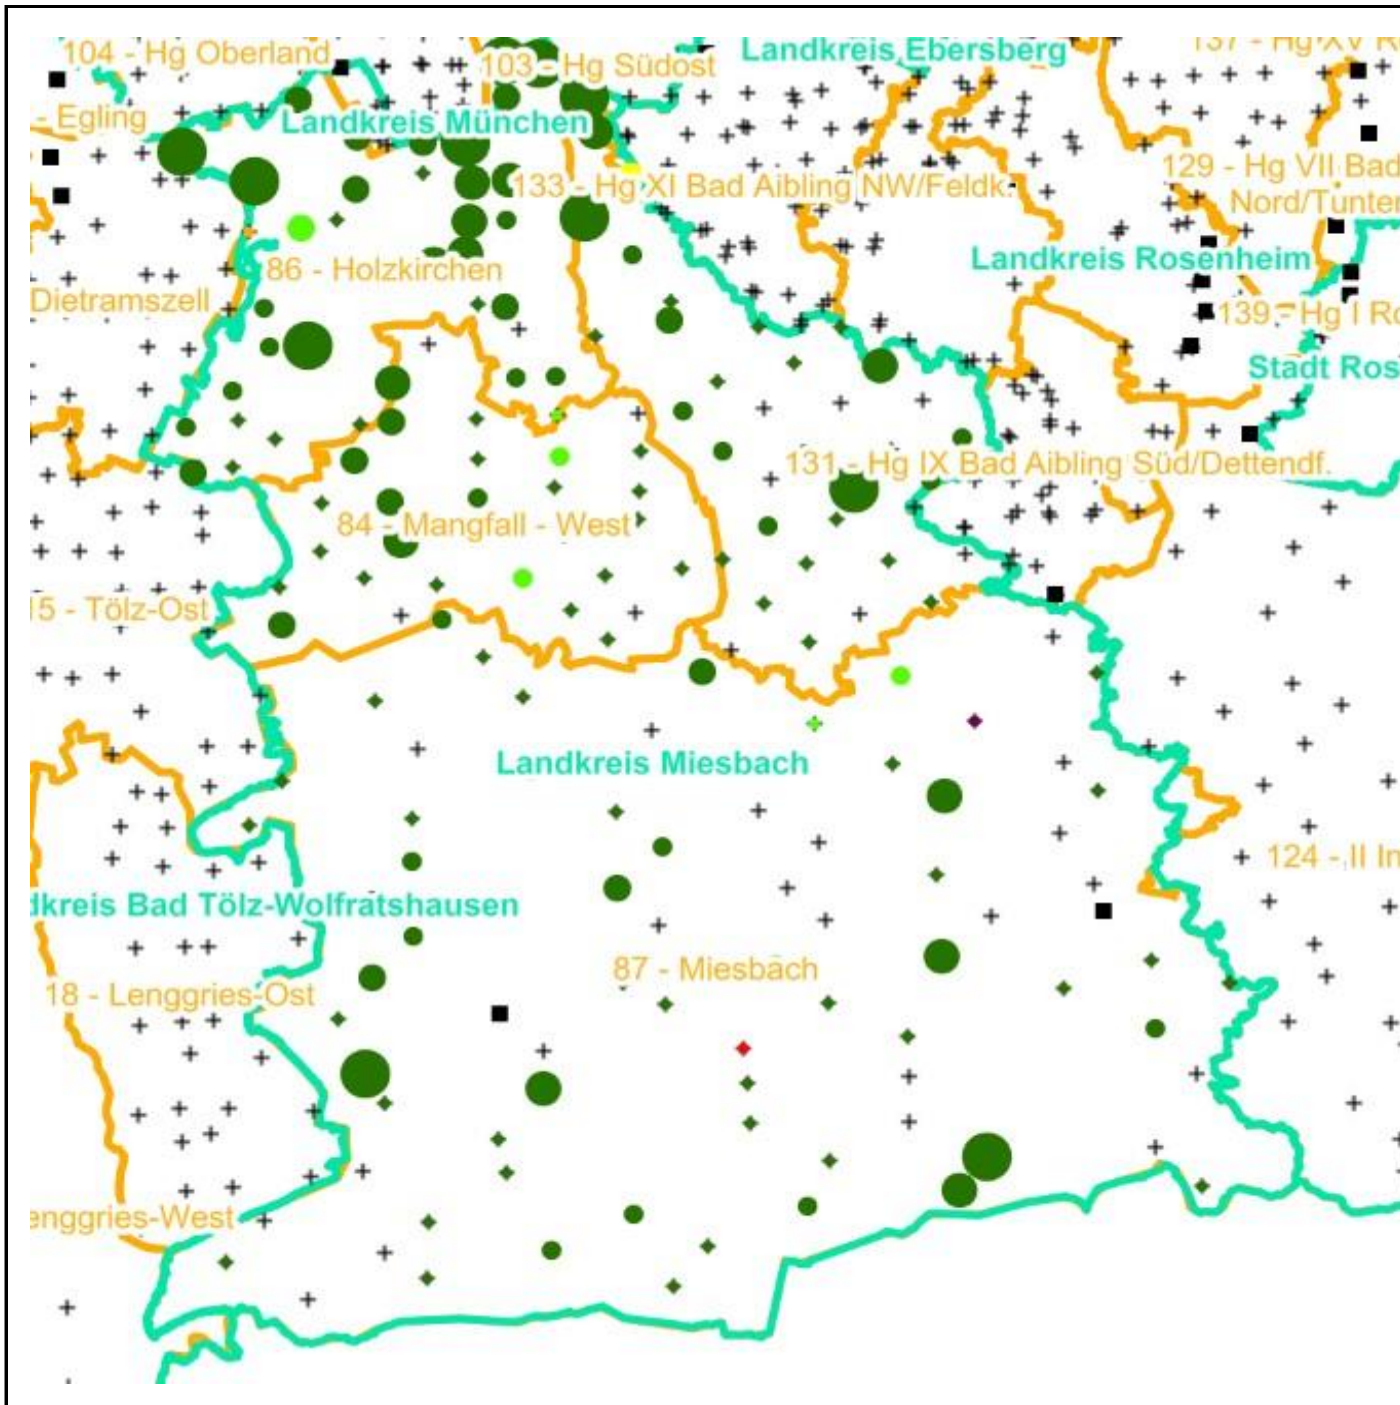 104 - Hg Oberland
103 - Hg Südost
Landkreis Ebersberg
- Egling
Landkreis München
129 - Hg VII Bad
Nord/Tunter
133 - Hg XI Bad Aibling NW/Feldk.
Landkreis Rosenheim
86 - Holzkirchen
Dietramszell
139 - Hg I Ro
Stadt Ros
131 - Hg IX Bad Aibling Süd/Dettendf.
84 - Mangfall - West
15 - Tölz-Ost
Landkreis Miesbach
124 - II In
dkreis Bad Tölz-Wolfratshausen
87 - Miesbach
18 - Lenggries-Ost
enggries-West